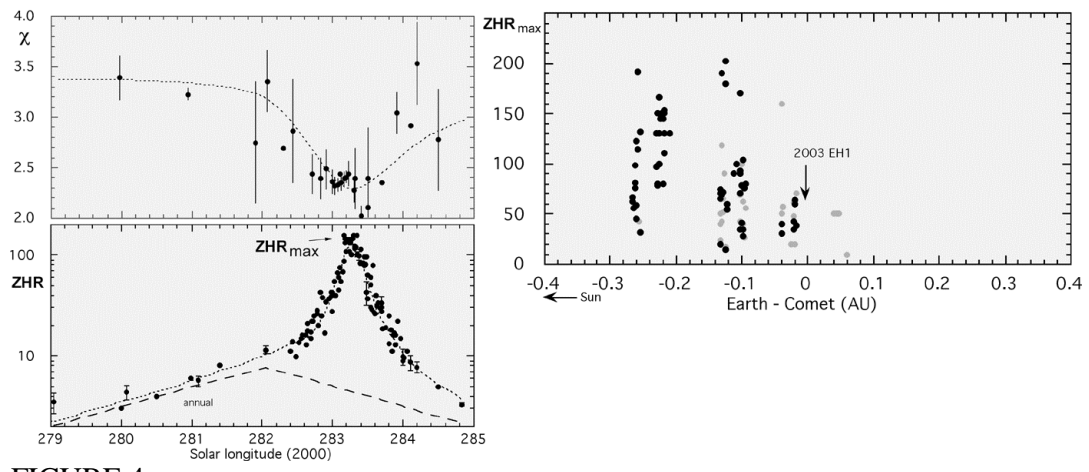 χ
4.0
3.5
3.0
2.5
2.0
ZHR
100
10
ZHRmax
annual
279 280 281 282 283 284 285
Solar longitude (2000)
ZHRmax
200
150
100
50
0
2003 EH1
-0.4 -0.3 -0.2 -0.1 0 0.1 0.2 0.3 0.4
Sun
Earth - Comet (AU)
FIGURE 4